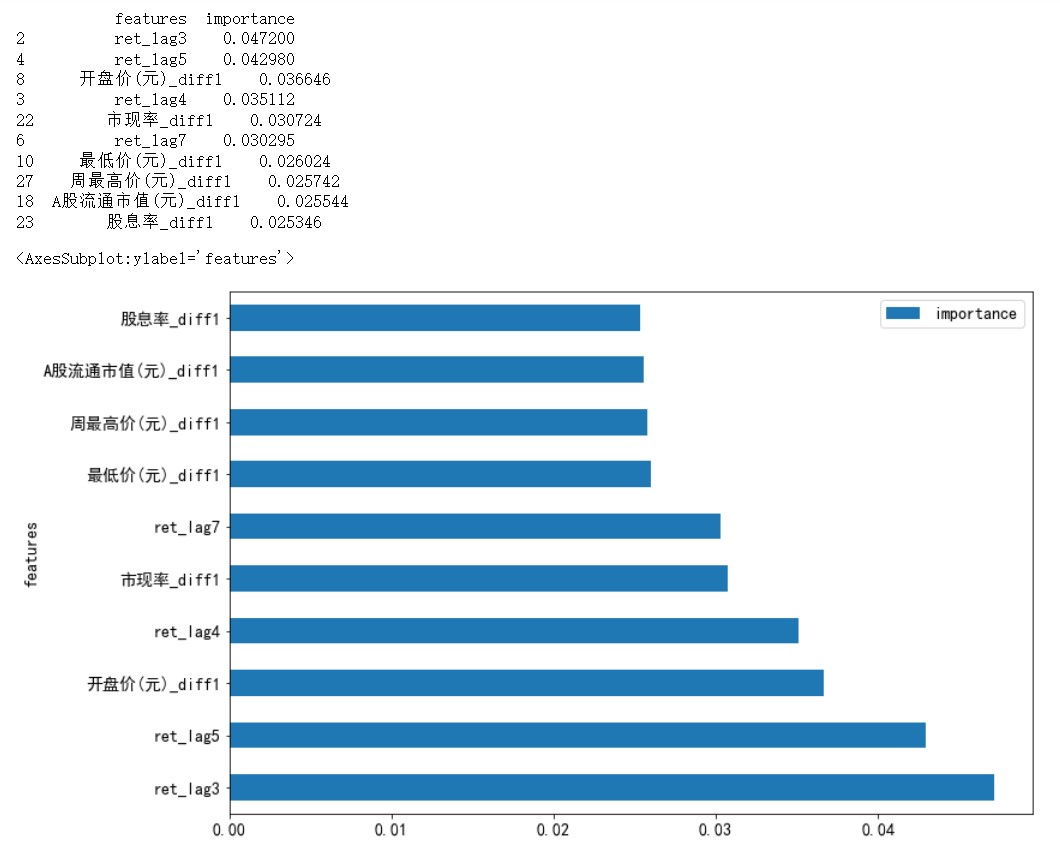 features  importance
2  ret_lag3  0.047200
4  ret_lag5  0.042980
8  开盘价(元)_diff1  0.036646
3  ret_lag4  0.035112
22  市现率_diff1  0.030724
6  ret_lag7  0.030295
10  最低价(元)_diff1  0.026024
27  周最高价(元)_diff1  0.025742
18  A股流通市值(元)_diff1  0.025544
23  股息率_diff1  0.025346
<AxesSubplot:ylabel='features'>
importance
股息率_diff1
A股流通市值(元)_diff1
周最高价(元)_diff1
最低价(元)_diff1
ret_lag7
市现率_diff1
ret_lag4
开盘价(元)_diff1
ret_lag5
ret_lag3
features
0.00  0.01  0.02  0.03  0.04